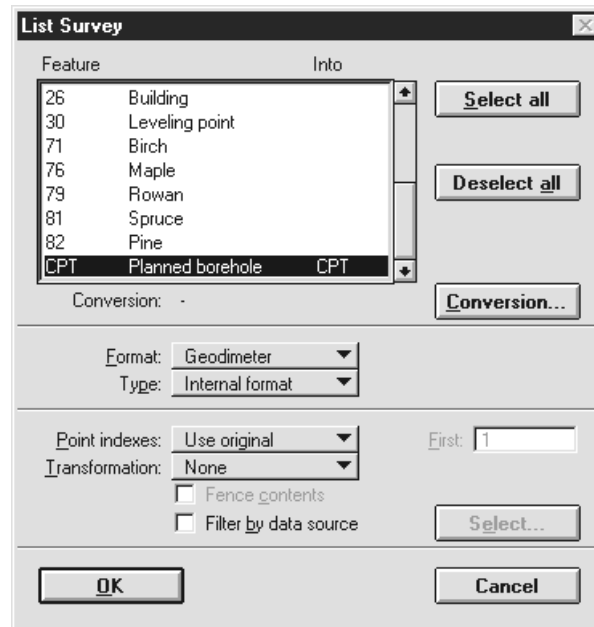 List Survey
Feature Into
26 Building
30 Leveling point
71 Birch
76 Maple
79 Rowan
81 Spruce
82 Pine
CPT Planned borehole CPT
Select all
Deselect all
Conversion: -
Conversion...
Format: Geodimeter
Type: Internal format
Point indexes: Use original
First: 1
Transformation: None
Fence contents
Filter by data source
Select...
OK
Cancel